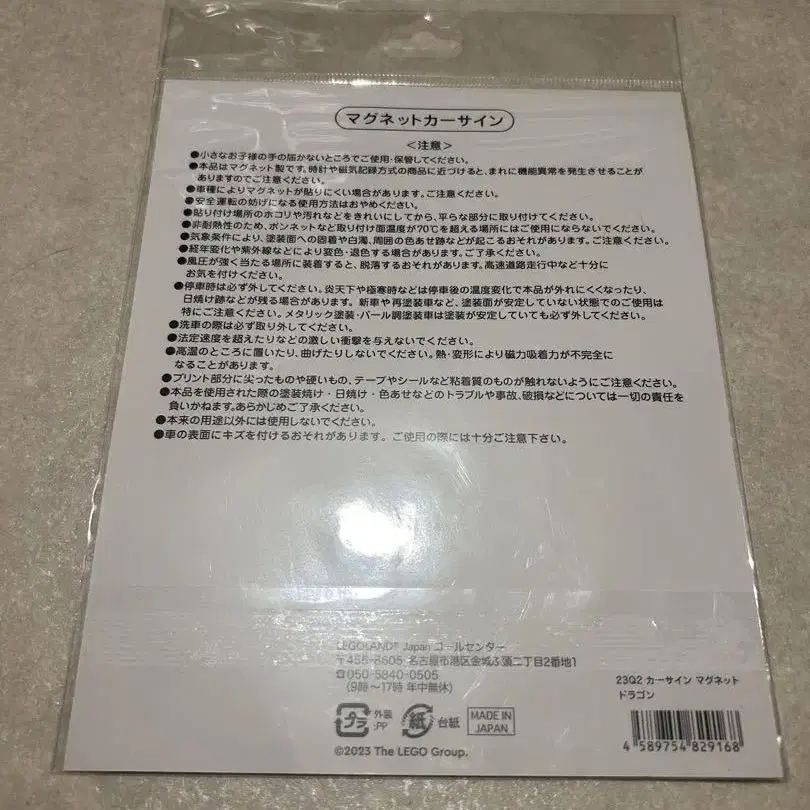 マグネットカーサイン
＜注意＞
●小さなお子様の手の届かないところでご使用・保管してください。
●本品はマグネット製です。時計や磁気記録方式の商品に近づけると、まれに機能異常を発生させることが
ありますのでご注意ください。
●車種によりマグネットが貼りにくい場合があります。ご注意ください。
●安全運転の妨げになる使用方法はおやめください。
●貼り付け場所のホコリや汚れなどをきれいにしてから、平らな部分に取り付けてください。
●非耐熱性のため、ボンネットなど取り付け面温度が70℃を超える場所にはご使用にならないでください。
●気象条件により、塗装面への固着や白濁、周囲の色あせ跡などが起こるおそれがあります。ご注意ください。
●経年変化や紫外線などにより変色・退色する場合があります。ご了承ください。
●風圧が強く当たる場所に装着すると、脱落するおそれがあります。高速道路走行中など十分に
お気を付けください。
●停車時は必ず外してください。炎天下や極寒時などは停車後の温度変化で本品が外れにくくなったり、
日焼け跡などが残る場合があります。新車や再塗装車など、塗装面が安定していない状態でのご使用は
特にご注意ください。メタリック塗装・パール調塗装車は塗装が安定していても必ず外してください。
●洗車の際は必ず取り外してください。
●法定速度を超えたりなどの激しい衝撃を与えないでください。
●高温のところに置いたり、曲げたりしないでください。熱・変形により磁力吸着力が不完全に
なることがあります。
●プリント部分に尖ったものや硬いもの、テープやシールなど粘着質のものが触れないようにご注意ください。
●本品を使用された際の塗装焼け・日焼け・色あせなどのトラブルや事故、破損などについては一切の責任を
負いかねます。あらかじめご了承ください。
●本来の用途以外には使用しないでください。
●車の表面にキズを付けるおそれがあります。ご使用の際には十分ご注意下さい。
LEGOLAND® Japan コールセンター
〒455-8605 名古屋市港区金城ふ頭二丁目2番地1
☎050-5840-0505
(9時～17時 年中無休)
プラ 外装:PP 紙 台紙 MADE IN JAPAN
©2023 The LEGO Group.
23Q2 カーサイン マグネット
ドラゴン
4 589754 829168